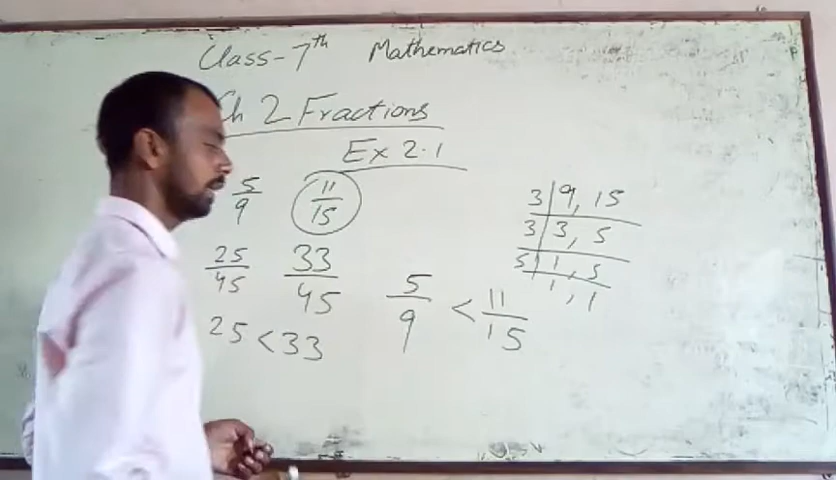 Class-7th Mathematics
Ch 2 Fractions
Ex 2.1
5/9 11/15
25/45 33/45
25 < 33
5/9 < 11/15
3 | 9, 15
3 | 3, 5
5 | 1, 5
1, 1